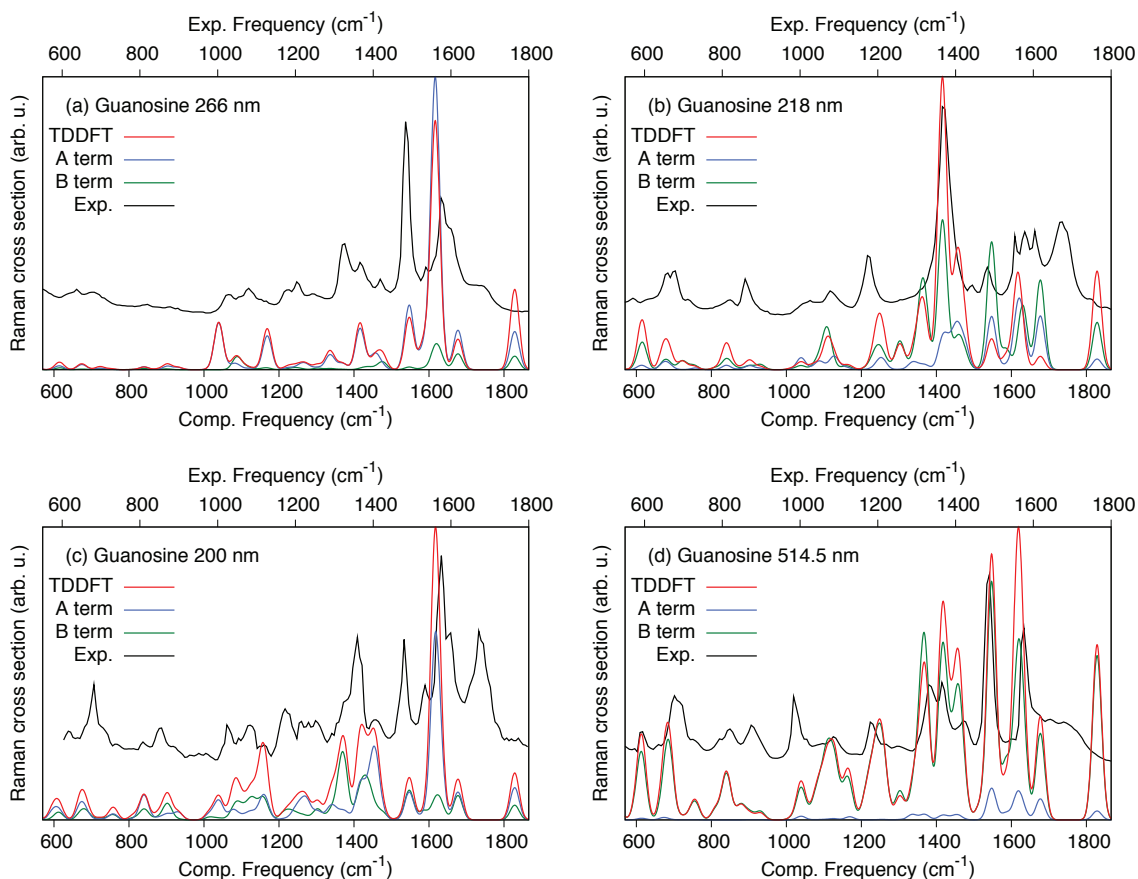 Exp. Frequency (cm⁻¹)
600 800 1000 1200 1400 1600 1800
Raman cross section (arb. u.)
(a) Guanosine 266 nm
TDDFT
A term
B term
Exp.
600 800 1000 1200 1400 1600 1800
Comp. Frequency (cm⁻¹)
Exp. Frequency (cm⁻¹)
600 800 1000 1200 1400 1600 1800
Raman cross section (arb. u.)
(b) Guanosine 218 nm
TDDFT
A term
B term
Exp.
600 800 1000 1200 1400 1600 1800
Comp. Frequency (cm⁻¹)
Exp. Frequency (cm⁻¹)
600 800 1000 1200 1400 1600 1800
Raman cross section (arb. u.)
(c) Guanosine 200 nm
TDDFT
A term
B term
Exp.
600 800 1000 1200 1400 1600 1800
Comp. Frequency (cm⁻¹)
Exp. Frequency (cm⁻¹)
600 800 1000 1200 1400 1600 1800
Raman cross section (arb. u.)
(d) Guanosine 514.5 nm
TDDFT
A term
B term
Exp.
600 800 1000 1200 1400 1600 1800
Comp. Frequency (cm⁻¹)